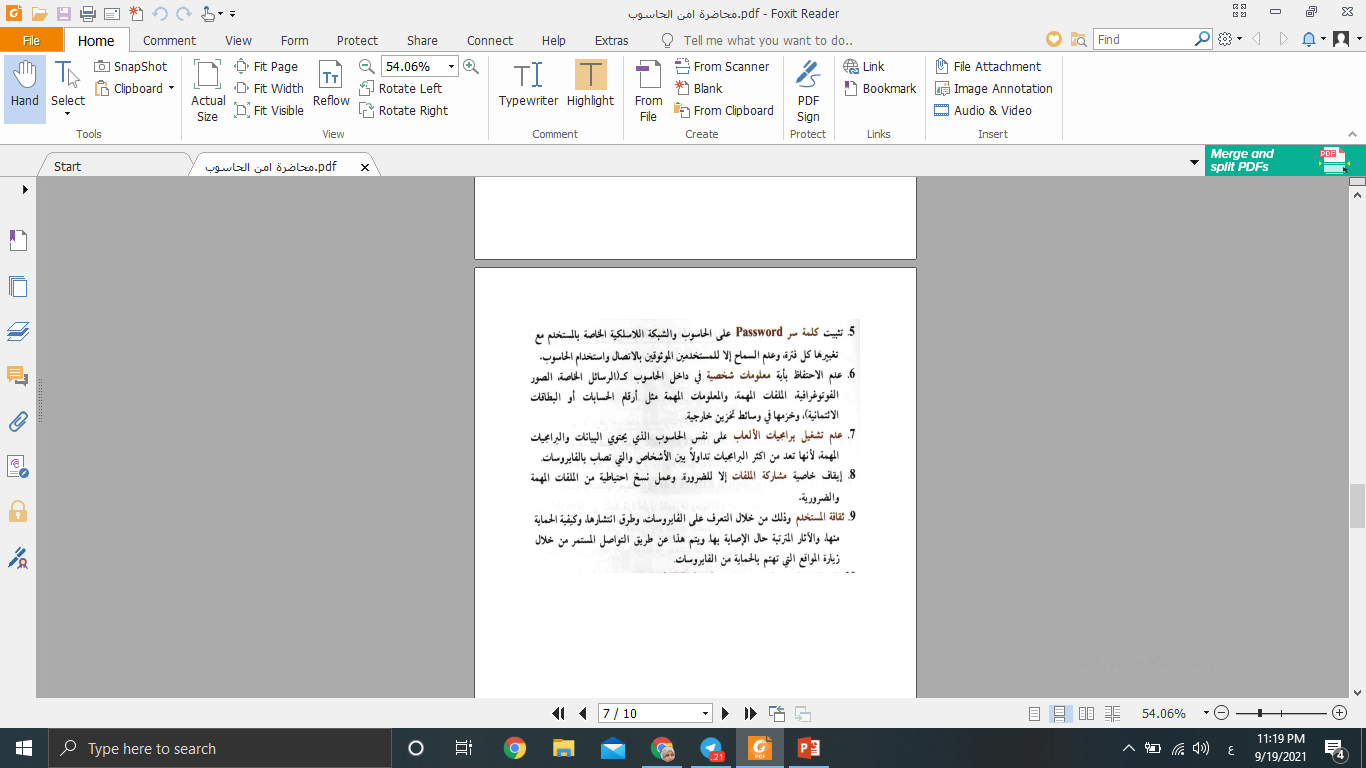 محاضرة امن الحاسوب.pdf - Foxit Reader
File Home Comment View Form Protect Share Connect Help Extras Tell me what you want to do.. Find
Hand
Select
SnapShot
Clipboard
Tools
Actual Size
Fit Page
Fit Width
Fit Visible
Reflow
54.06%
Rotate Left
Rotate Right
View
Typewriter
Highlight
Comment
From File
From Scanner
Blank
From Clipboard
Create
PDF Sign
Protect
Link
Bookmark
Links
File Attachment
Image Annotation
Audio & Video
Insert
Start
محاضرة امن الحاسوب.pdf
Merge and
split PDFs
PDF
5. تثبيت كلمة سر Password على الحاسوب والشبكة اللاسلكية الخاصة بالمستخدم مع
تغييرها كل فترة، وعدم السماح إلا للمستخدمين الموثوقين بالاتصال واستخدام الحاسوب.
6. عدم الاحتفاظ بأية معلومات شخصية في داخل الحاسوب كـ(الرسائل الخاصة، الصور
الفوتوغرافية، الملفات المهمة، والمعلومات المهمة مثل أرقام الحسابات أو البطاقات
الائتمانية)، وخزمها في وسائط تخزين خارجية.
7. عدم تشغيل برامجيات الألعاب على نفس الحاسوب الذي يحتوي البيانات والبرامجيات
المهمة، لأنها تعد من اكثر البرامجيات تداولاً بين الأشخاص والتي تصاب بالفايروسات.
8. إيقاف خاصية مشاركة الملفات إلا للضرورة. وعمل نسخ احتياطية من الملفات المهمة
والضرورية.
9. ثقافة المستخدم وذلك من خلال التعرف على الفايروسات، وطرق انتشارها، وكيفية الحماية
منها، والآثار المترتبة حال الإصابة بها. ويتم هذا عن طريق التواصل المستمر من خلال
زيارة المواقع التي تهتم بالحماية من الفايروسات.
7 / 10
54.06%
Type here to search
21
PDF
ع
11:19 PM
9/19/2021
4